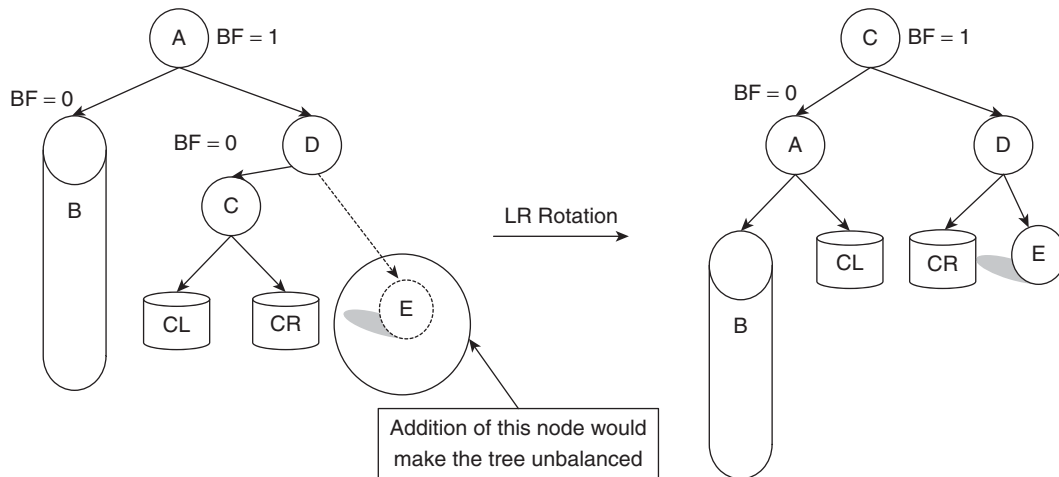 A BF = 1
BF = 0
BF = 0
D
B
C
CL
CR
E
Addition of this node would
make the tree unbalanced
LR Rotation
C BF = 1
BF = 0
A
D
CL
CR
E
B